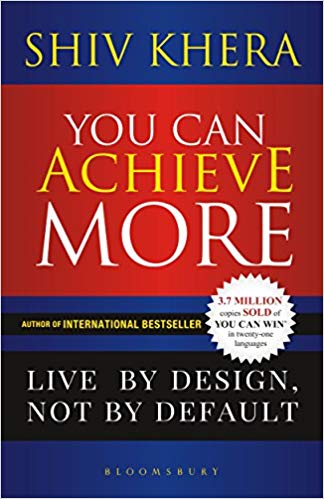 SHIV KHERA
YOU CAN
ACHIEVE
MORE
AUTHOR OF INTERNATIONAL BESTSELLER
3.7 MILLION
copies SOLD of
YOU CAN WIN*
in twenty-one
languages
LIVE BY DESIGN,
NOT BY DEFAULT
BLOOMSBURY